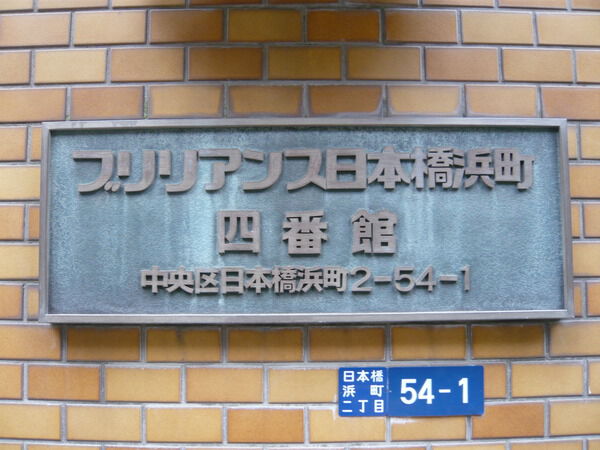 ブリリアンス日本橋浜町
四番館
中央区日本橋浜町2-54-1
日本橋
浜町
二丁目
54-1